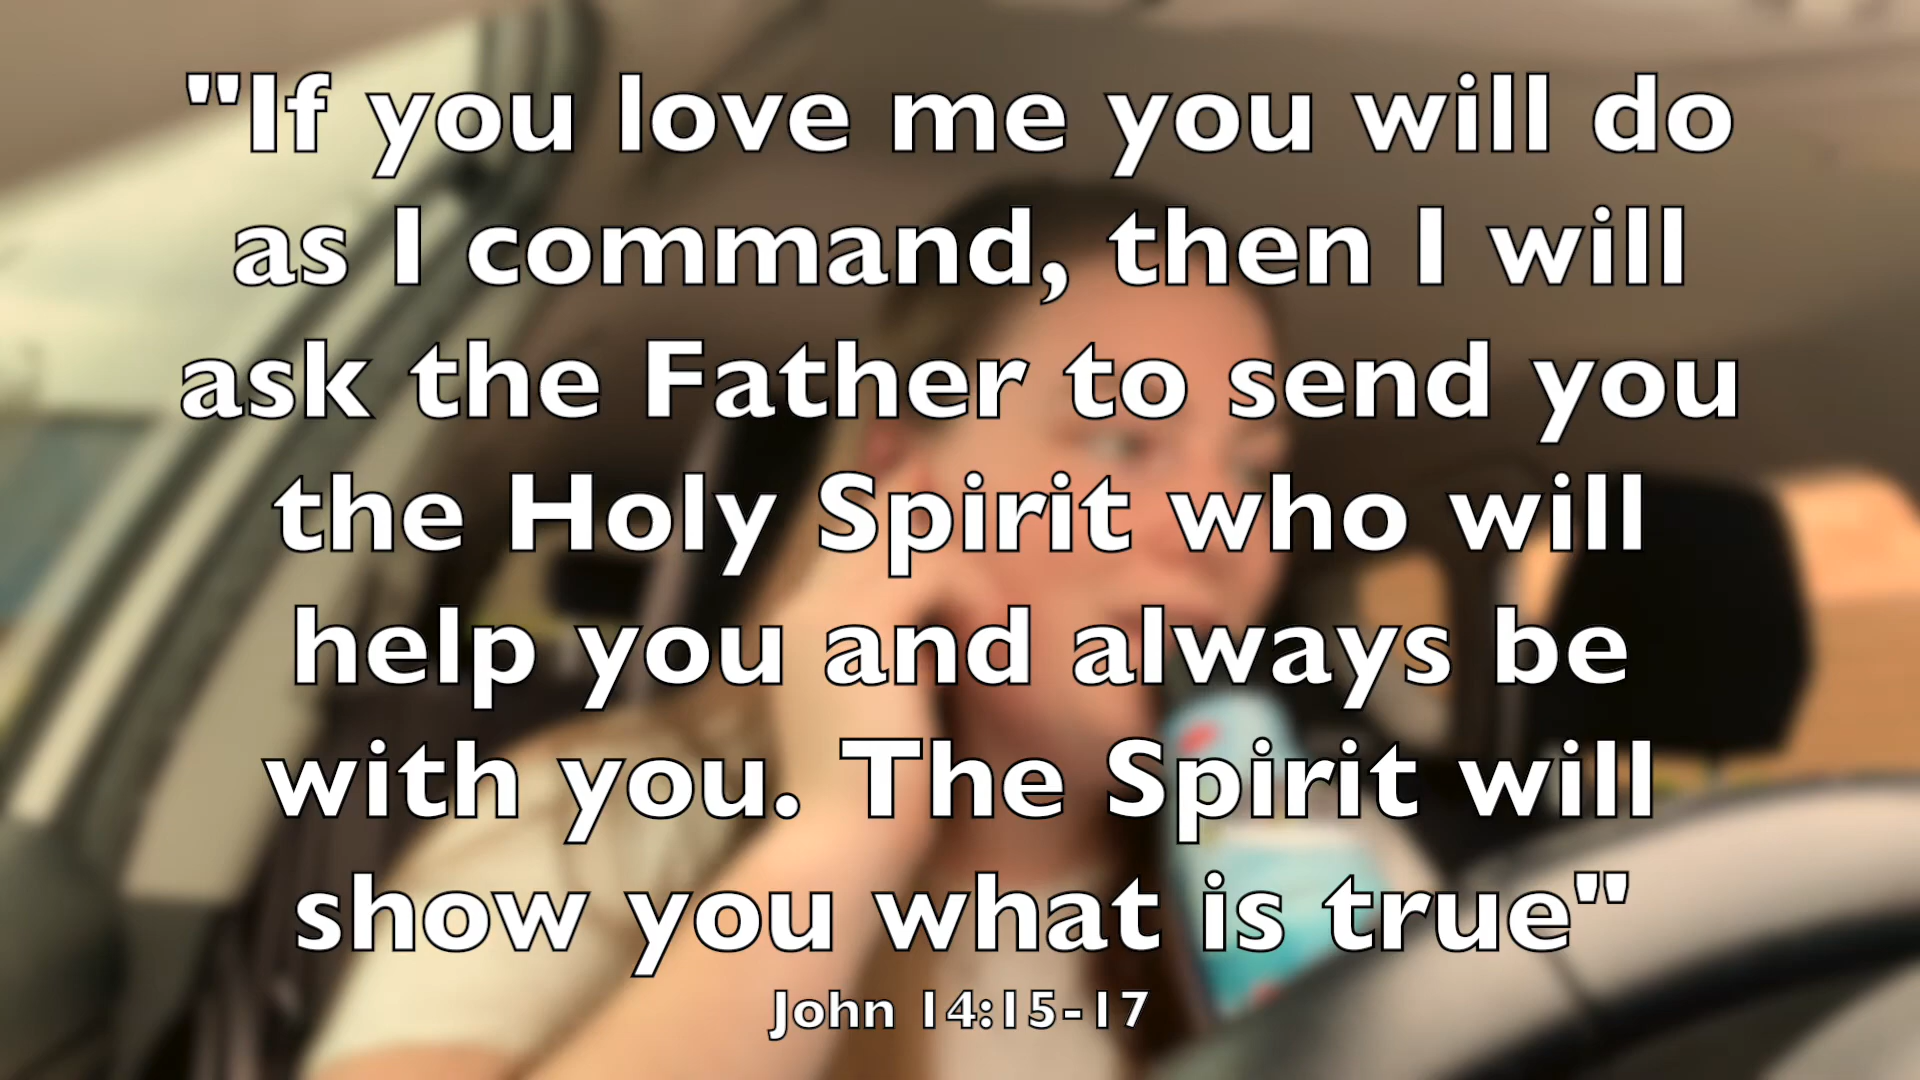 "If you love me you will do
as I command, then I will
ask the Father to send you
the Holy Spirit who will
help you and always be
with you. The Spirit will
show you what is true"
John 14:15-17